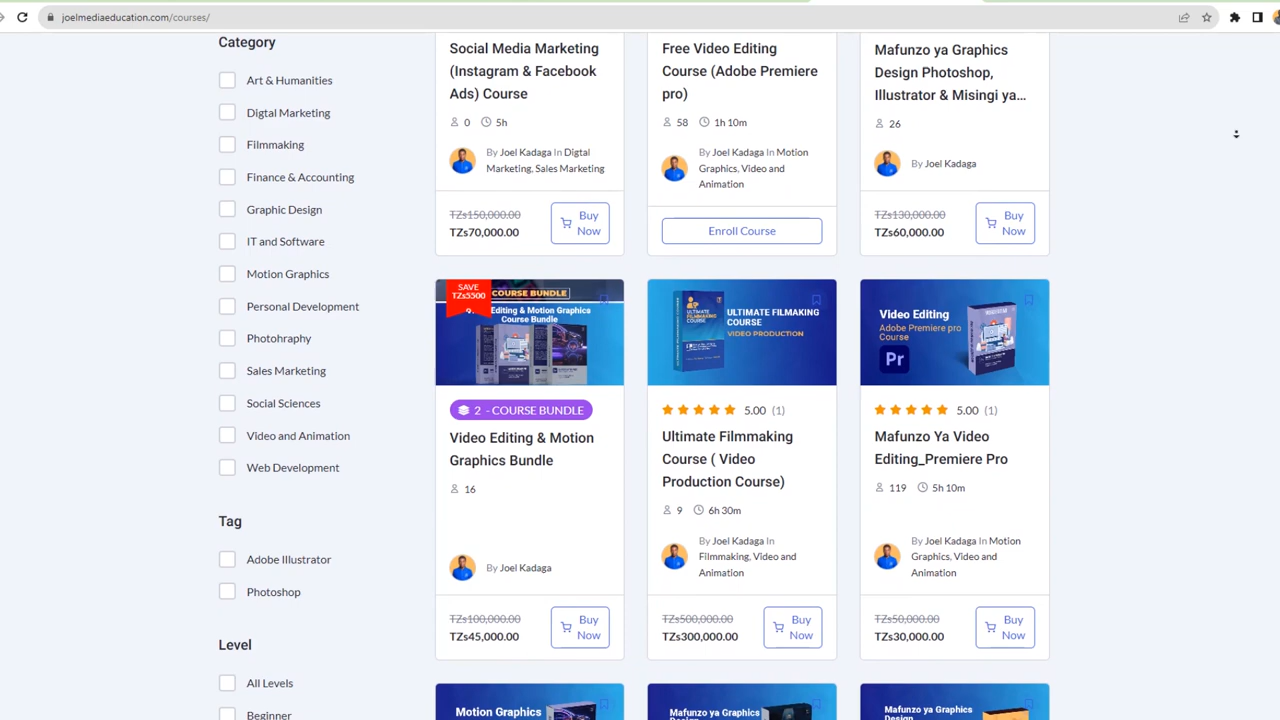 joelmediaeducation.com/courses/
Category
Art & Humanities
Digtal Marketing
Filmmaking
Finance & Accounting
Graphic Design
IT and Software
Motion Graphics
Personal Development
Photohraphy
Sales Marketing
Social Sciences
Video and Animation
Web Development
Tag
Adobe Illustrator
Photoshop
Level
All Levels
Beginner
Social Media Marketing
(Instagram & Facebook
Ads) Course
0 5h
By Joel Kadaga In Digtal
Marketing, Sales Marketing
TZs150,000.00
TZs70,000.00
Buy
Now
Free Video Editing
Course (Adobe Premiere
pro)
58 1h 10m
By Joel Kadaga In Motion
Graphics, Video and
Animation
Enroll Course
Mafunzo ya Graphics
Design Photoshop,
Illustrator & Misingi ya...
26
By Joel Kadaga
TZs130,000.00
TZs60,000.00
Buy
Now
SAVE
TZs5500
COURSE BUNDLE
Editing & Motion Graphics
Course Bundle
2 - COURSE BUNDLE
Video Editing & Motion
Graphics Bundle
16
By Joel Kadaga
TZs100,000.00
TZs45,000.00
Buy
Now
ULTIMATE FILMAKING
COURSE
VIDEO PRODUCTION
5.00 (1)
Ultimate Filmmaking
Course ( Video
Production Course)
9 6h 30m
By Joel Kadaga In
Filmmaking, Video and
Animation
TZs500,000.00
TZs300,000.00
Buy
Now
Video Editing
Adobe Premiere pro
Course
Pr
5.00 (1)
Mafunzo Ya Video
Editing_Premiere Pro
119 5h 10m
By Joel Kadaga In Motion
Graphics, Video and
Animation
TZs50,000.00
TZs30,000.00
Buy
Now
Motion Graphics
Mafunzo ya Graphics
Design
Mafunzo ya Graphics
Design